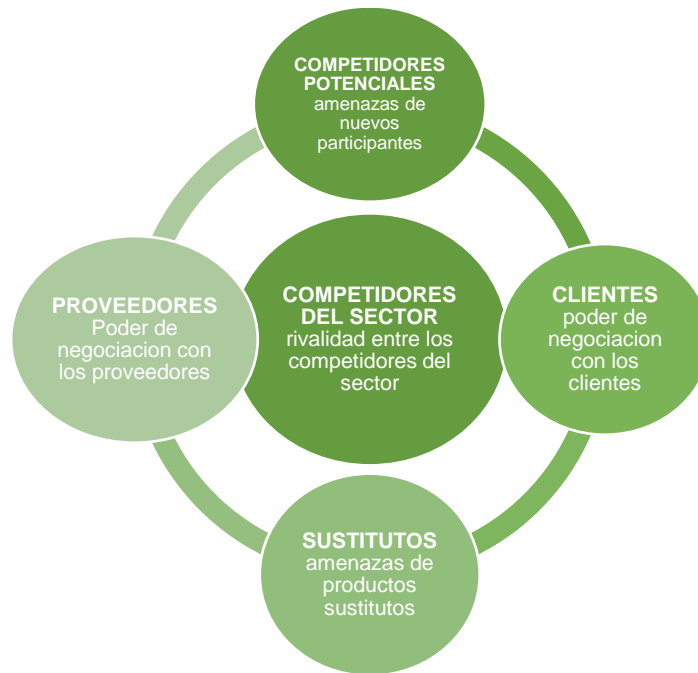 COMPETIDORES
POTENCIALES
amenazas de
nuevos
participantes
PROVEEDORES
Poder de
negociacion con
los proveedores
COMPETIDORES
DEL SECTOR
rivalidad entre los
competidores del
sector
CLIENTES
poder de
negociacion
con los
clientes
SUSTITUTOS
amenazas de
productos
sustitutos